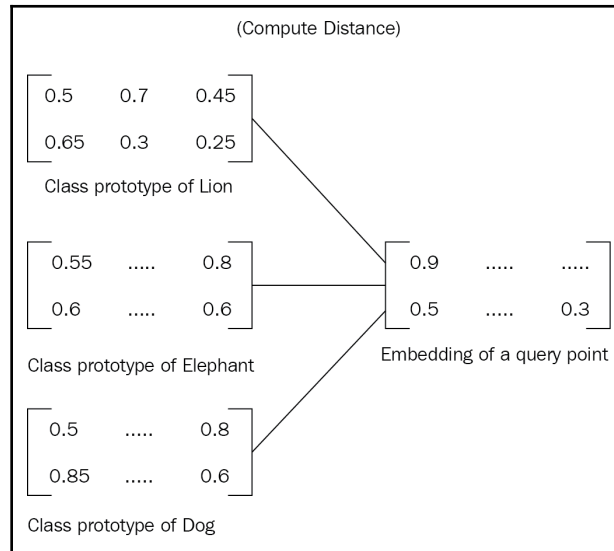 (Compute Distance)
0.5 0.7 0.45
0.65 0.3 0.25
Class prototype of Lion
0.55 ..... 0.8
0.6 ..... 0.6
Class prototype of Elephant
0.9 ..... .....
0.5 ..... 0.3
Embedding of a query point
0.5 ..... 0.8
0.85 ..... 0.6
Class prototype of Dog